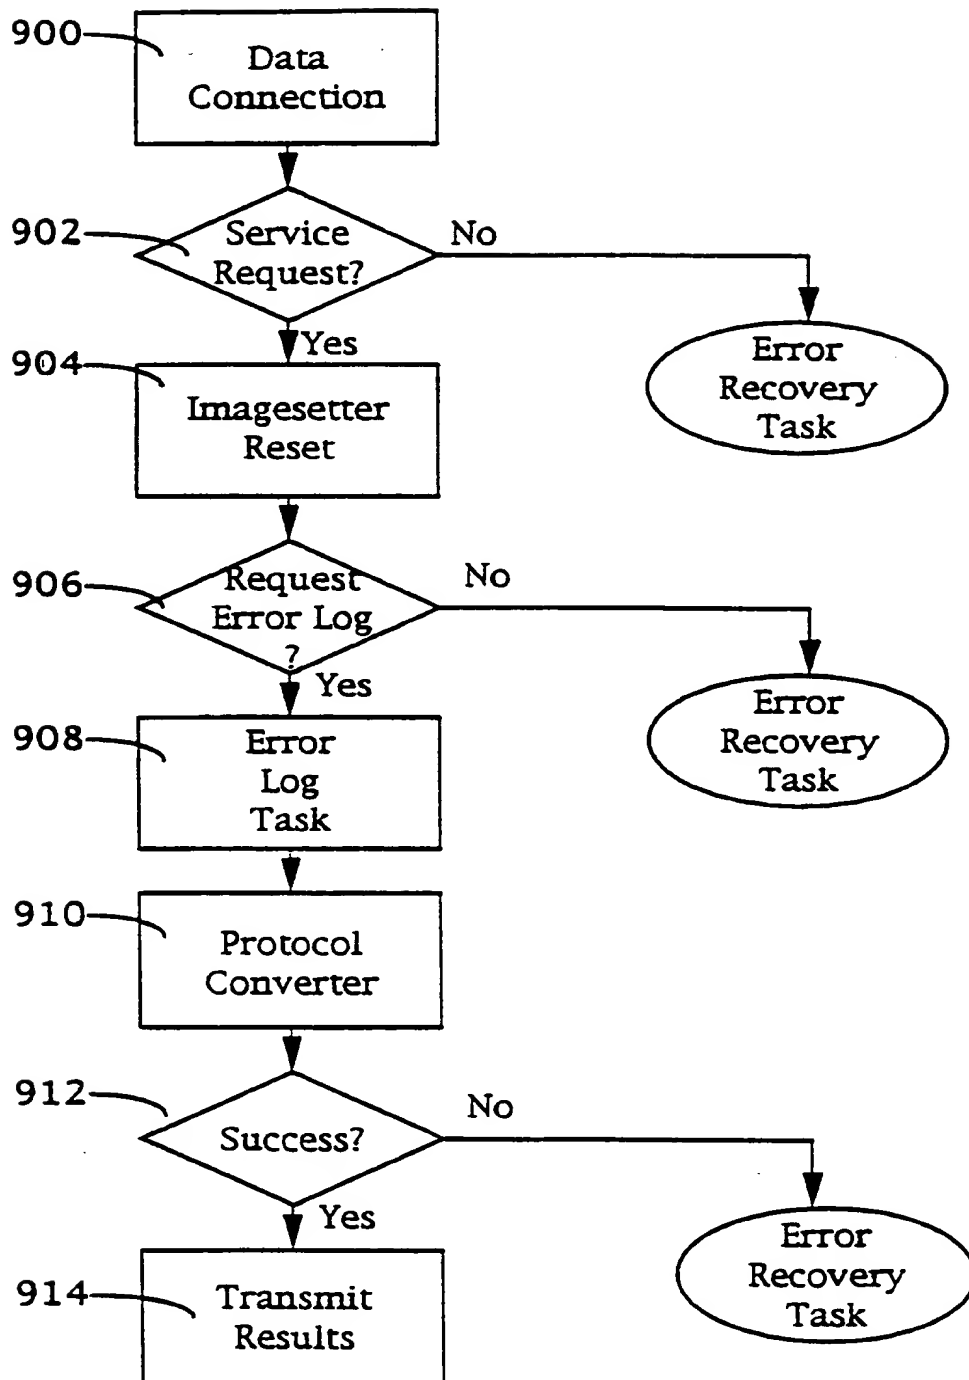 900
Data
Connection
902
Service
Request?
No
Yes
Error
Recovery
Task
904
Imagesetter
Reset
906
Request
Error Log
?
No
Yes
Error
Recovery
Task
908
Error
Log
Task
910
Protocol
Converter
912
Success?
No
Yes
Error
Recovery
Task
914
Transmit
Results